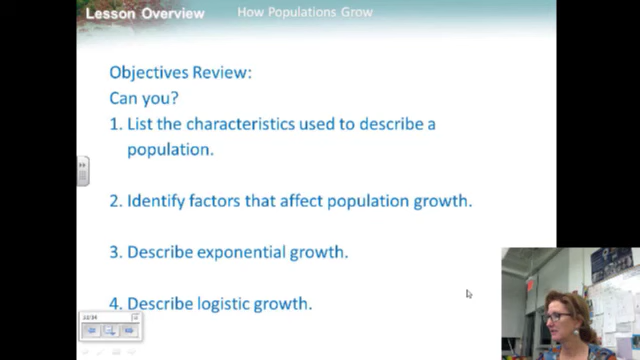 Lesson Overview How Populations Grow
Objectives Review:
Can you?
1. List the characteristics used to describe a
population.
2. Identify factors that affect population growth.
3. Describe exponential growth.
4. Describe logistic growth.